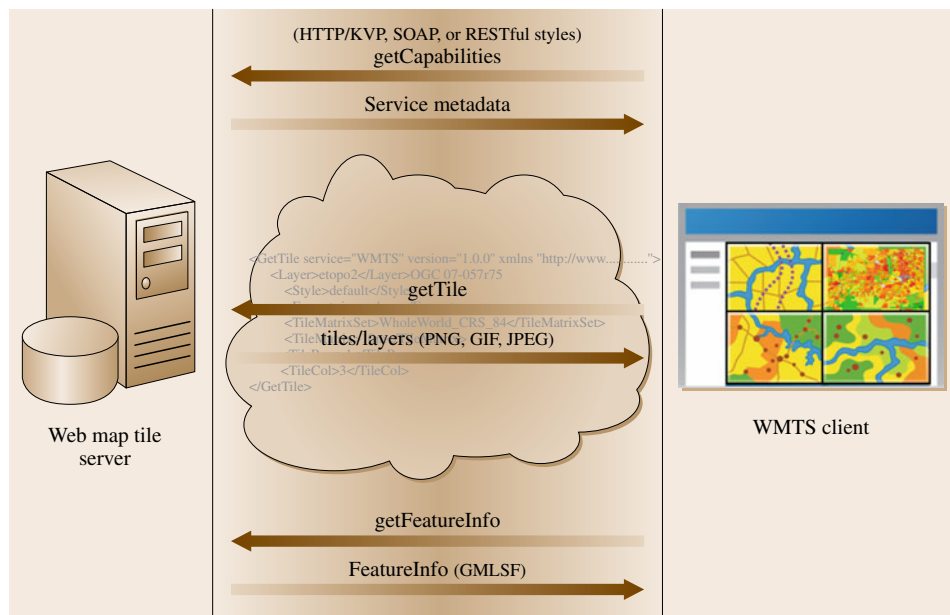 (HTTP/KVP, SOAP, or RESTful styles)
getCapabilities
Service metadata
<GetTile service="WMTS" version="1.0.0" xmlns "http://www............">
<Layer>etopo2</Layer>OGC 07-057r75
<Style>default</Style
getTile
<TileMatrixSet>WholeWorld_CRS_84</TileMatrixSet>
tiles/layers (PNG, GIF, JPEG)
<TileCol>3</TileCol>
</GetTile>
Web map tile
server
WMTS client
getFeatureInfo
FeatureInfo (GMLSF)